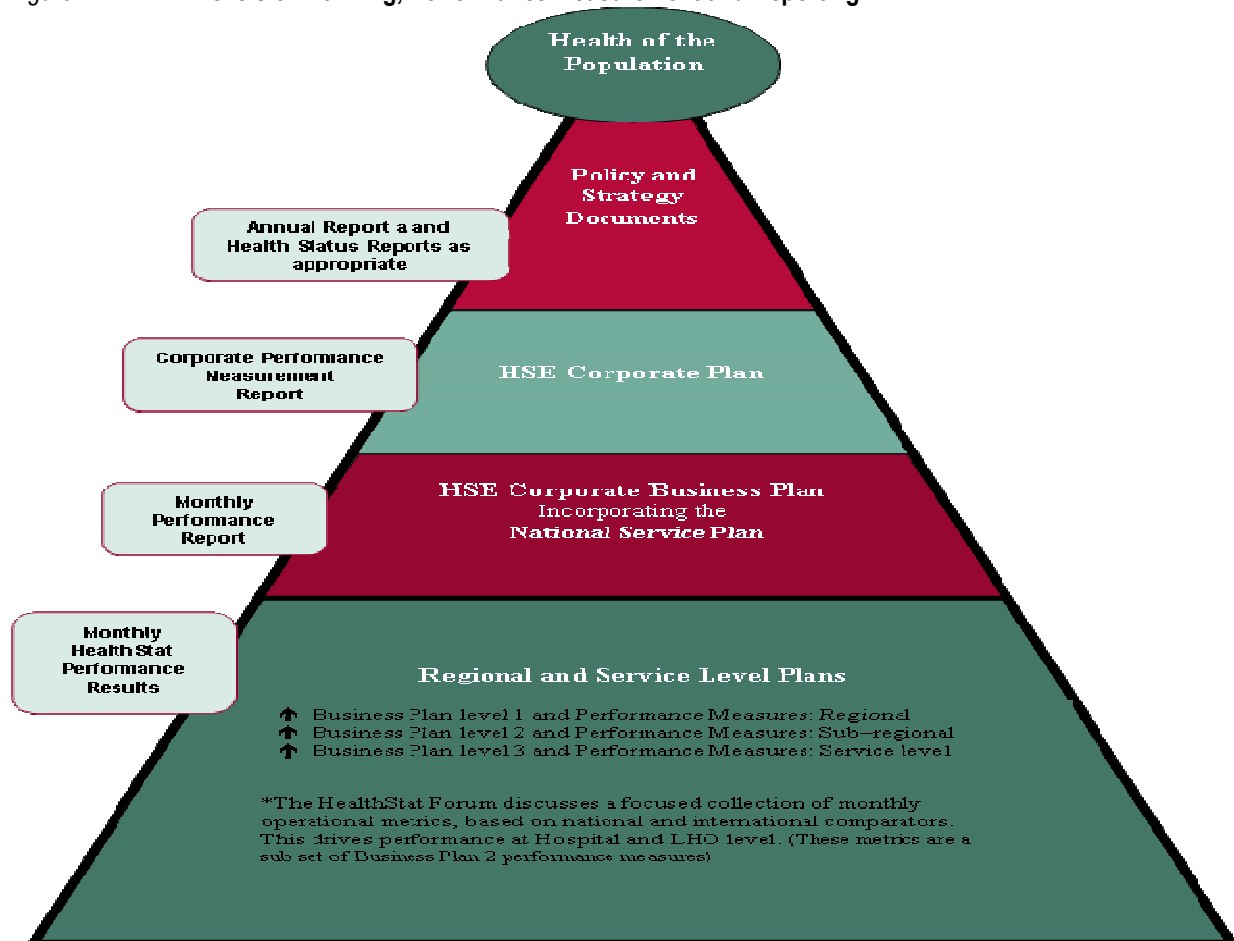 Health of the
Population
Policy and
Strategy
Documents
Annual Report a and
Health Status Reports as
appropriate
Corporate Performance
Measurement
Report
HSE Corporate Plan
Monthly
Performance
Report
HSE Corporate Business Plan
Incorporating the
National Service Plan
Monthly
HealthStat
Performance
Results
Regional and Service Level Plans
Business Plan level 1 and Performance Measures: Regional
Business Plan level 2 and Performance Measures: Sub-regional
Business Plan level 3 and Performance Measures: Service level
*The HealthStat Forum discusses a focused collection of monthly
operational metrics, based on national and international comparators.
This drives performance at Hospital and LHO level. (These metrics are a
sub set of Business Plan 2 performance measures)